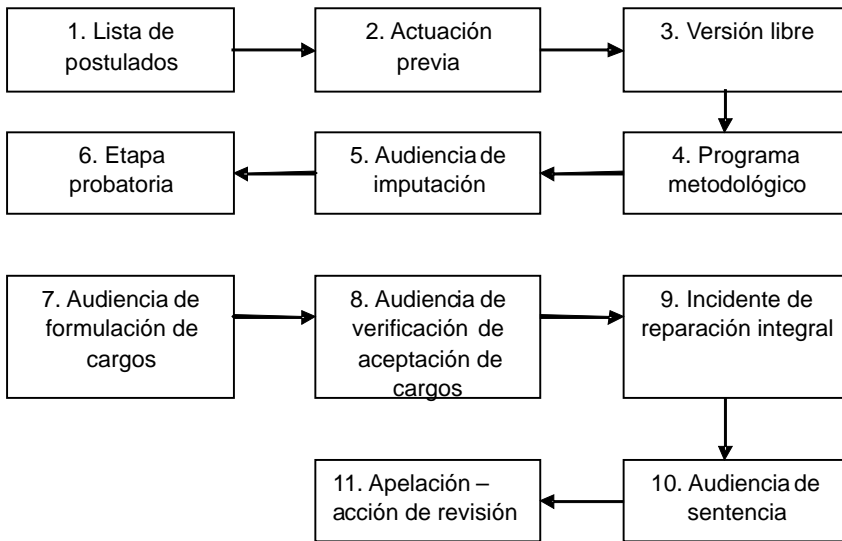 1. Lista de
postulados
2. Actuación
previa
3. Versión libre
4. Programa
metodológico
5. Audiencia de
imputación
6. Etapa
probatoria
7. Audiencia de
formulación de
cargos
8. Audiencia de
verificación de
aceptación de
cargos
9. Incidente de
reparación integral
10. Audiencia de
sentencia
11. Apelación –
acción de revisión